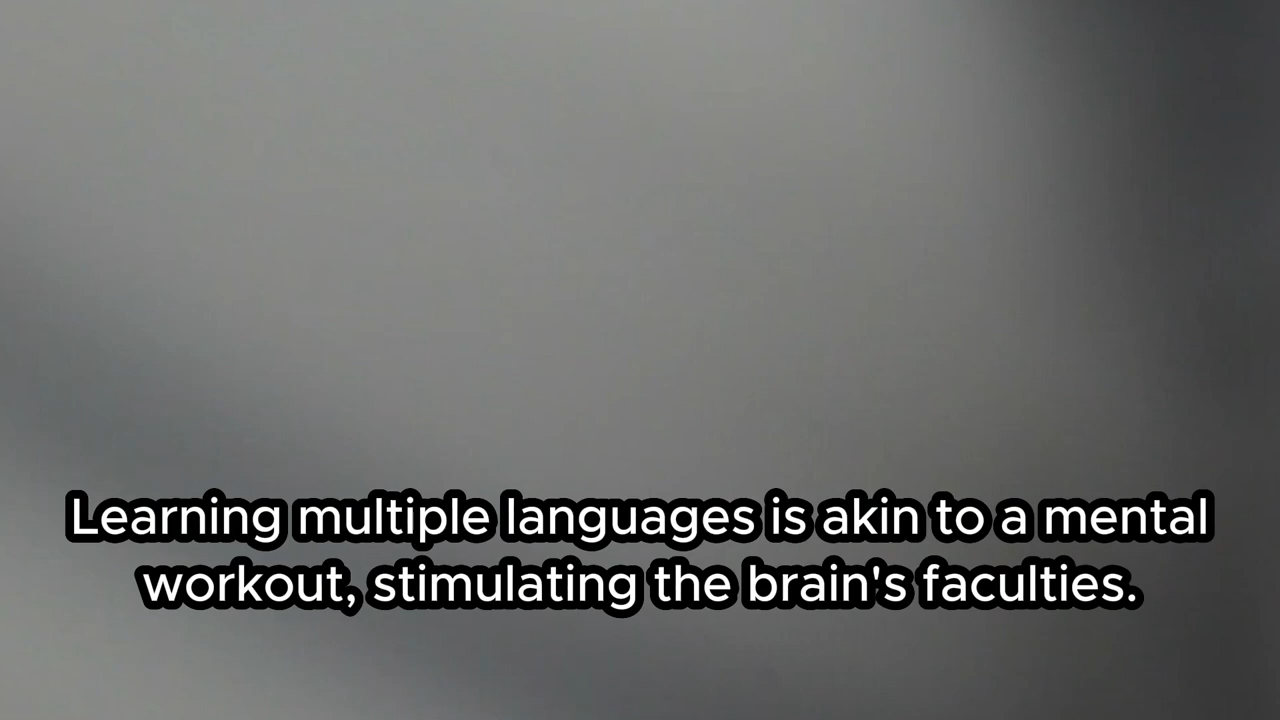 Learning multiple languages is akin to a mental
workout, stimulating the brain's faculties.